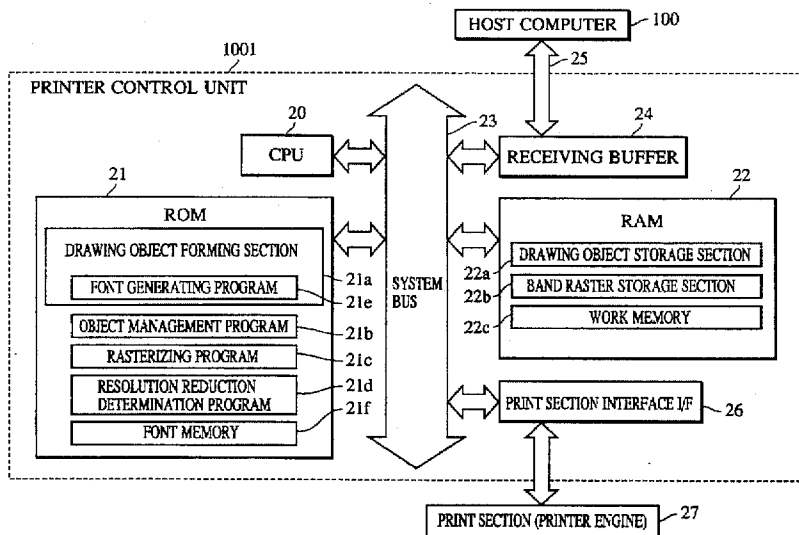 HOST COMPUTER
100
25
1001
PRINTER CONTROL UNIT
20
CPU
23
24
RECEIVING BUFFER
21
ROM
DRAWING OBJECT FORMING SECTION
FONT GENERATING PROGRAM
21a
21e
OBJECT MANAGEMENT PROGRAM
21b
RASTERIZING PROGRAM
21c
RESOLUTION REDUCTION
DETERMINATION PROGRAM
21d
FONT MEMORY
21f
SYSTEM
BUS
22
RAM
DRAWING OBJECT STORAGE SECTION
22a
BAND RASTER STORAGE SECTION
22b
WORK MEMORY
22c
PRINT SECTION INTERFACE I/F
26
PRINT SECTION (PRINTER ENGINE)
27